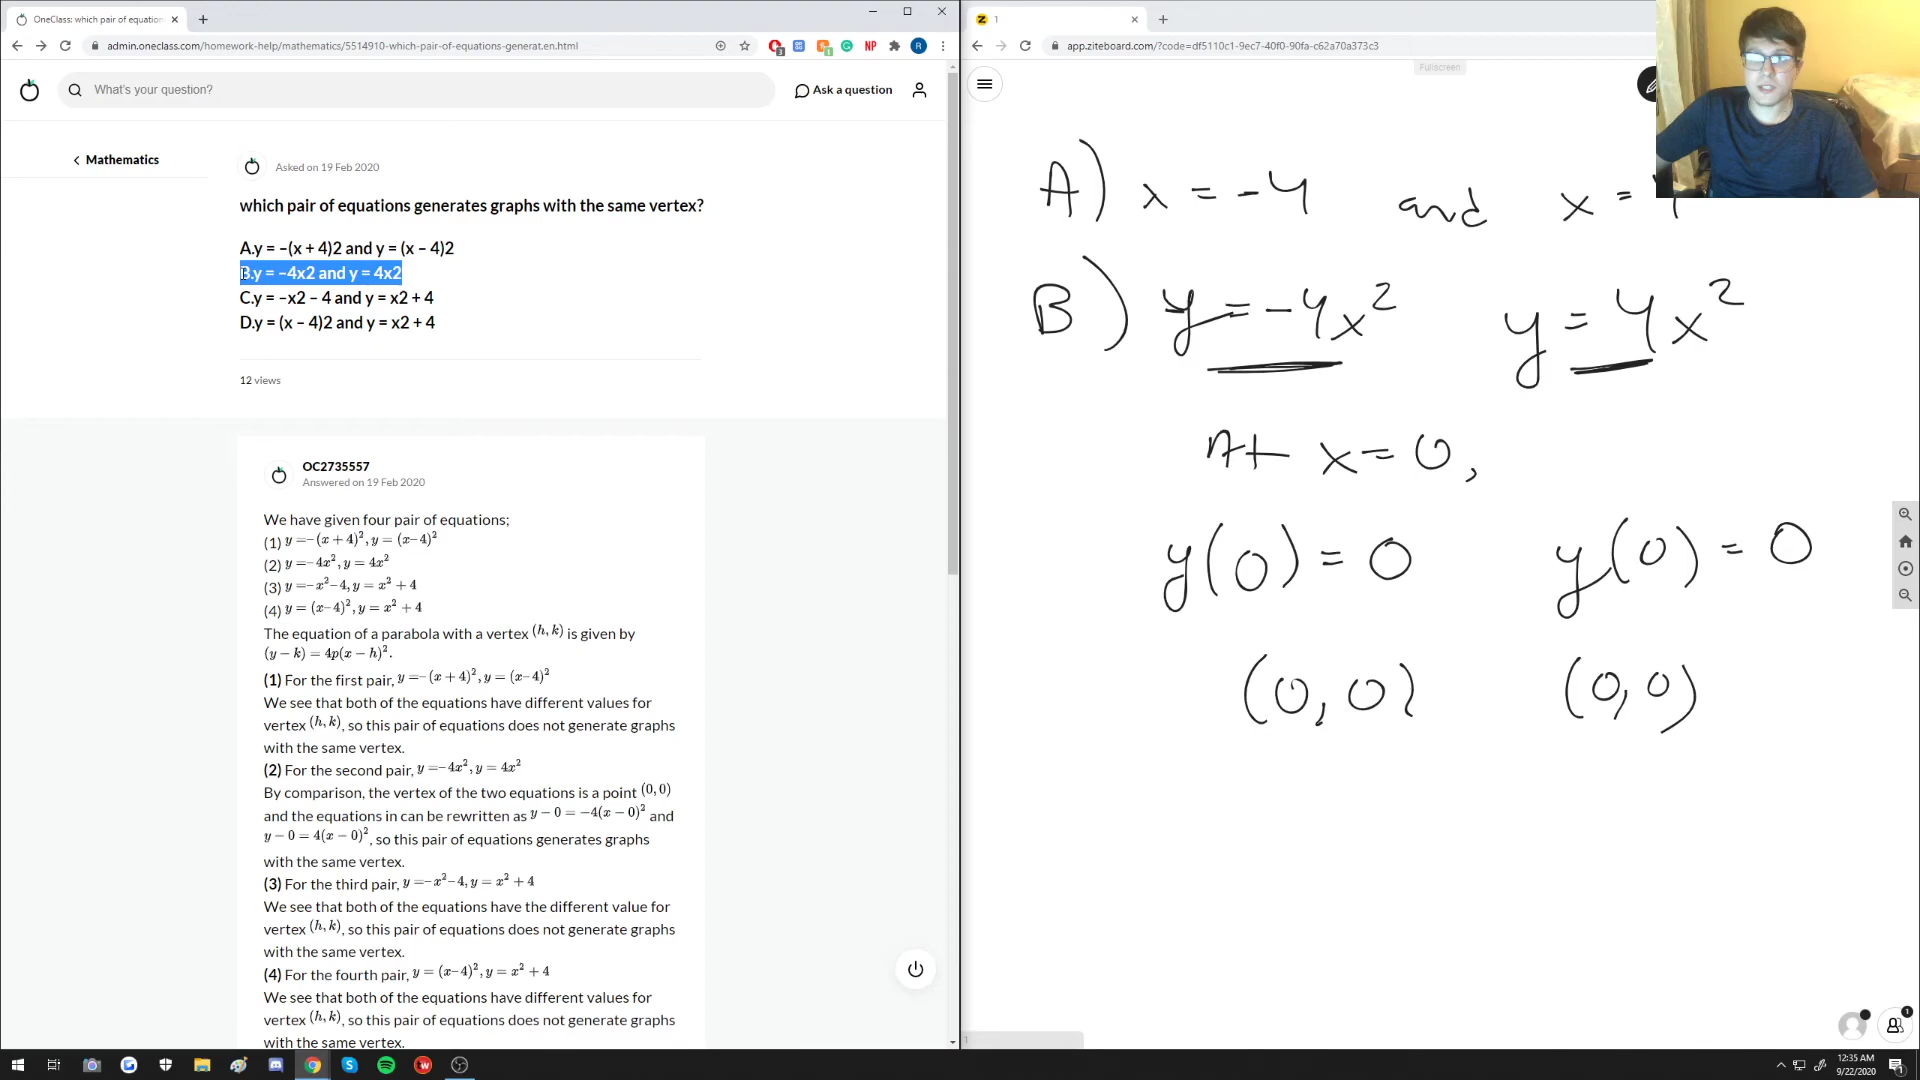 OneClass: which pair of equation
1
admin.oneclass.com/homework-help/mathematics/5514910-which-pair-of-equations-generat.en.html
app.ziteboard.com/?code=df5110c1-9ec7-40f0-90fa-c62a70a373c3
Fullscreen
What's your question?
Ask a question
Mathematics
Asked on 19 Feb 2020
which pair of equations generates graphs with the same vertex?
A.y = –(x + 4)2 and y = (x – 4)2
B.y = –4x2 and y = 4x2
C.y = –x2 – 4 and y = x2 + 4
D.y = (x – 4)2 and y = x2 + 4
12 views
OC2735557
Answered on 19 Feb 2020
We have given four pair of equations;
(1) y =–(x + 4)², y = (x–4)²
(2) y =–4x², y = 4x²
(3) y =–x²–4, y = x² + 4
(4) y = (x–4)², y = x² + 4
The equation of a parabola with a vertex (h, k) is given by
(y – k) = 4p(x – h)².
(1) For the first pair, y =–(x + 4)², y = (x–4)²
We see that both of the equations have different values for
vertex (h, k), so this pair of equations does not generate graphs
with the same vertex.
(2) For the second pair, y =–4x², y = 4x²
By comparison, the vertex of the two equations is a point (0, 0)
and the equations in can be rewritten as y – 0 = –4(x – 0)² and
y – 0 = 4(x – 0)², so this pair of equations generates graphs
with the same vertex.
(3) For the third pair, y =–x²–4, y = x² + 4
We see that both of the equations have the different value for
vertex (h, k), so this pair of equations does not generate graphs
with the same vertex.
(4) For the fourth pair, y = (x–4)², y = x² + 4
We see that both of the equations have different values for
vertex (h, k), so this pair of equations does not generate graphs
with the same vertex.
A) x = -4 and x =
B) y = -4x² y = 4x²
At x = 0,
y(0) = 0 y(0) = 0
(0, 0) (0, 0)
1
12:35 AM
9/22/2020